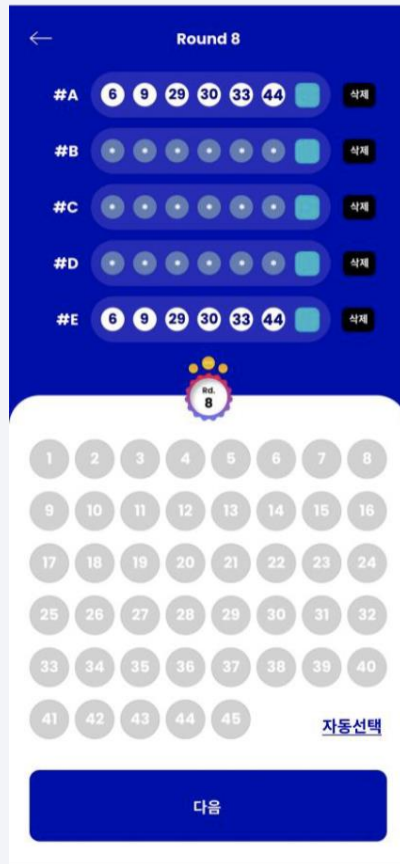 Round 8
#A 6 9 29 30 33 44 삭제
#B 삭제
#C 삭제
#D 삭제
#E 6 9 29 30 33 44 삭제
Rd.
8
1 2 3 4 5 6 7 8
9 10 11 12 13 14 15 16
17 18 19 20 21 22 23 24
25 26 27 28 29 30 31 32
33 34 35 36 37 38 39 40
41 42 43 44 45 자동선택
다음